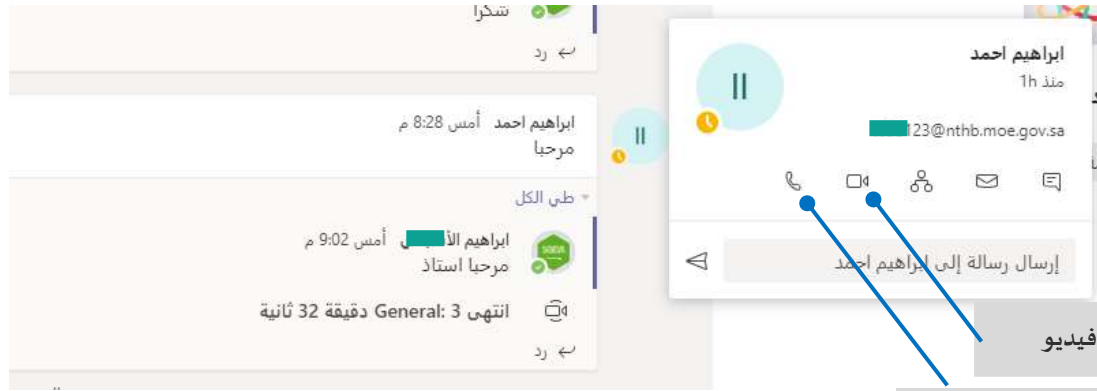 شكرا
رد
ابراهيم احمد أمس 8:28 م
مرحبا
طي الكل
ابراهيم الأ أمس 9:02 م
مرحبا استاذ
انتهى General: 3 دقيقة 32 ثانية
رد
ابراهيم احمد
منذ 1h
II
123@nthb.moe.gov.sa
إرسال رسالة إلى ابراهيم احمد
II
فيديو